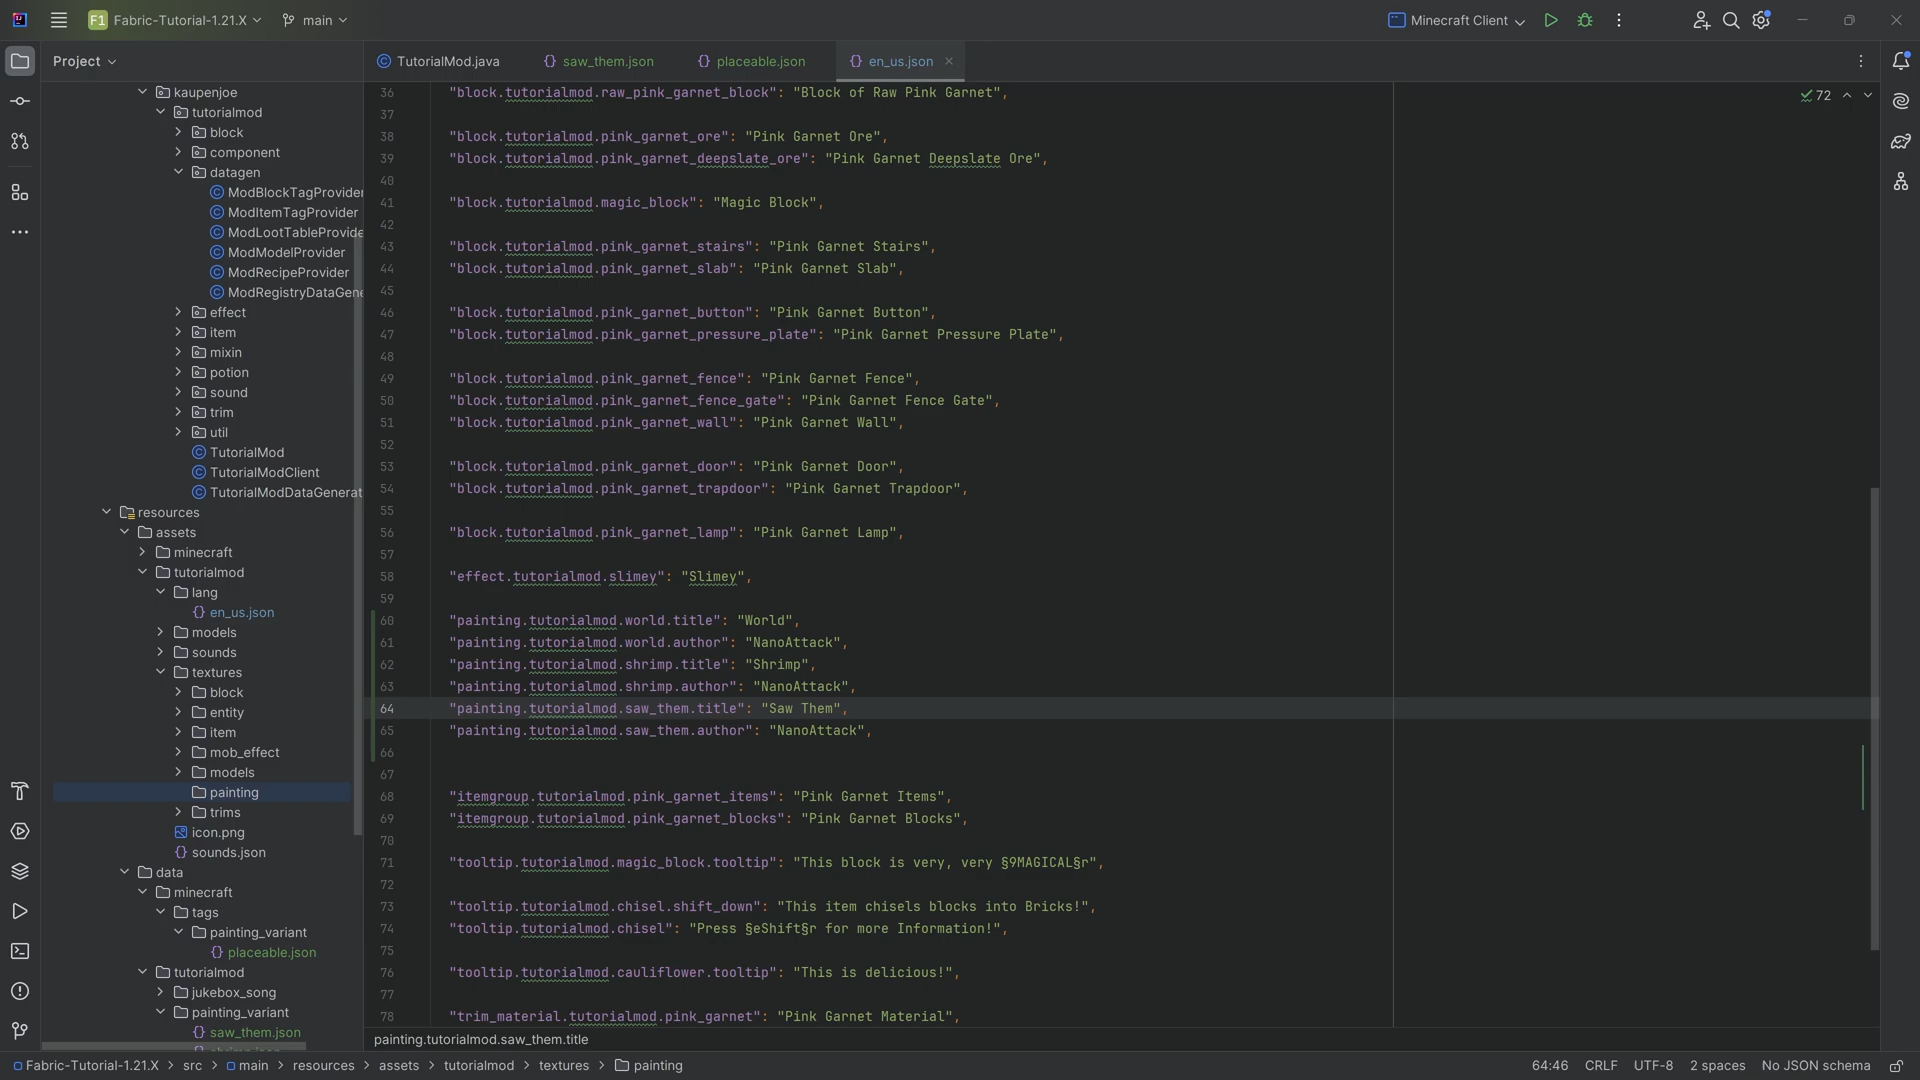 F1 Fabric-Tutorial-1.21.X main Minecraft Client
Project
TutorialMod.java saw_them.json placeable.json en_us.json
kaupenjoe
tutorialmod
block
component
datagen
ModBlockTagProvider
ModItemTagProvider
ModLootTableProvide
ModModelProvider
ModRecipeProvider
ModRegistryDataGene
effect
item
mixin
potion
sound
trim
util
TutorialMod
TutorialModClient
TutorialModDataGenerat
resources
assets
minecraft
tutorialmod
lang
en_us.json
models
sounds
textures
block
entity
item
mob_effect
models
painting
trims
icon.png
sounds.json
data
minecraft
tags
painting_variant
placeable.json
tutorialmod
jukebox_song
painting_variant
saw_them.json
72
36 "block.tutorialmod.raw_pink_garnet_block": "Block of Raw Pink Garnet",
37
38 "block.tutorialmod.pink_garnet_ore": "Pink Garnet Ore",
39 "block.tutorialmod.pink_garnet_deepslate_ore": "Pink Garnet Deepslate Ore",
40
41 "block.tutorialmod.magic_block": "Magic Block",
42
43 "block.tutorialmod.pink_garnet_stairs": "Pink Garnet Stairs",
44 "block.tutorialmod.pink_garnet_slab": "Pink Garnet Slab",
45
46 "block.tutorialmod.pink_garnet_button": "Pink Garnet Button",
47 "block.tutorialmod.pink_garnet_pressure_plate": "Pink Garnet Pressure Plate",
48
49 "block.tutorialmod.pink_garnet_fence": "Pink Garnet Fence",
50 "block.tutorialmod.pink_garnet_fence_gate": "Pink Garnet Fence Gate",
51 "block.tutorialmod.pink_garnet_wall": "Pink Garnet Wall",
52
53 "block.tutorialmod.pink_garnet_door": "Pink Garnet Door",
54 "block.tutorialmod.pink_garnet_trapdoor": "Pink Garnet Trapdoor",
55
56 "block.tutorialmod.pink_garnet_lamp": "Pink Garnet Lamp",
57
58 "effect.tutorialmod.slimey": "Slimey",
59
60 "painting.tutorialmod.world.title": "World",
61 "painting.tutorialmod.world.author": "NanoAttack",
62 "painting.tutorialmod.shrimp.title": "Shrimp",
63 "painting.tutorialmod.shrimp.author": "NanoAttack",
64 "painting.tutorialmod.saw_them.title": "Saw Them",
65 "painting.tutorialmod.saw_them.author": "NanoAttack",
66
67
68 "itemgroup.tutorialmod.pink_garnet_items": "Pink Garnet Items",
69 "itemgroup.tutorialmod.pink_garnet_blocks": "Pink Garnet Blocks",
70
71 "tooltip.tutorialmod.magic_block.tooltip": "This block is very, very §9MAGICAL§r",
72
73 "tooltip.tutorialmod.chisel.shift_down": "This item chisels blocks into Bricks!",
74 "tooltip.tutorialmod.chisel": "Press §eShift§r for more Information!",
75
76 "tooltip.tutorialmod.cauliflower.tooltip": "This is delicious!",
77
78 "trim_material.tutorialmod.pink_garnet": "Pink Garnet Material",
painting.tutorialmod.saw_them.title
Fabric-Tutorial-1.21.X > src > main > resources > assets > tutorialmod > textures > painting 64:46 CRLF UTF-8 2 spaces No JSON schema